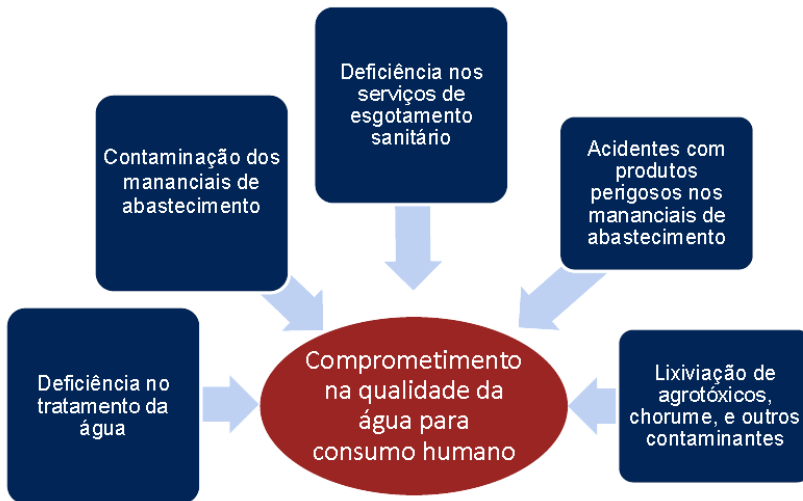 Deficiência nos
serviços de
esgotamento
sanitário
Contaminação dos
mananciais de
abastecimento
Acidentes com
produtos
perigosos nos
mananciais de
abastecimento
Deficiência no
tratamento da
água
Comprometimento
na qualidade da
água para
consumo humano
Lixiviação de
agrotóxicos,
chorume, e outros
contaminantes